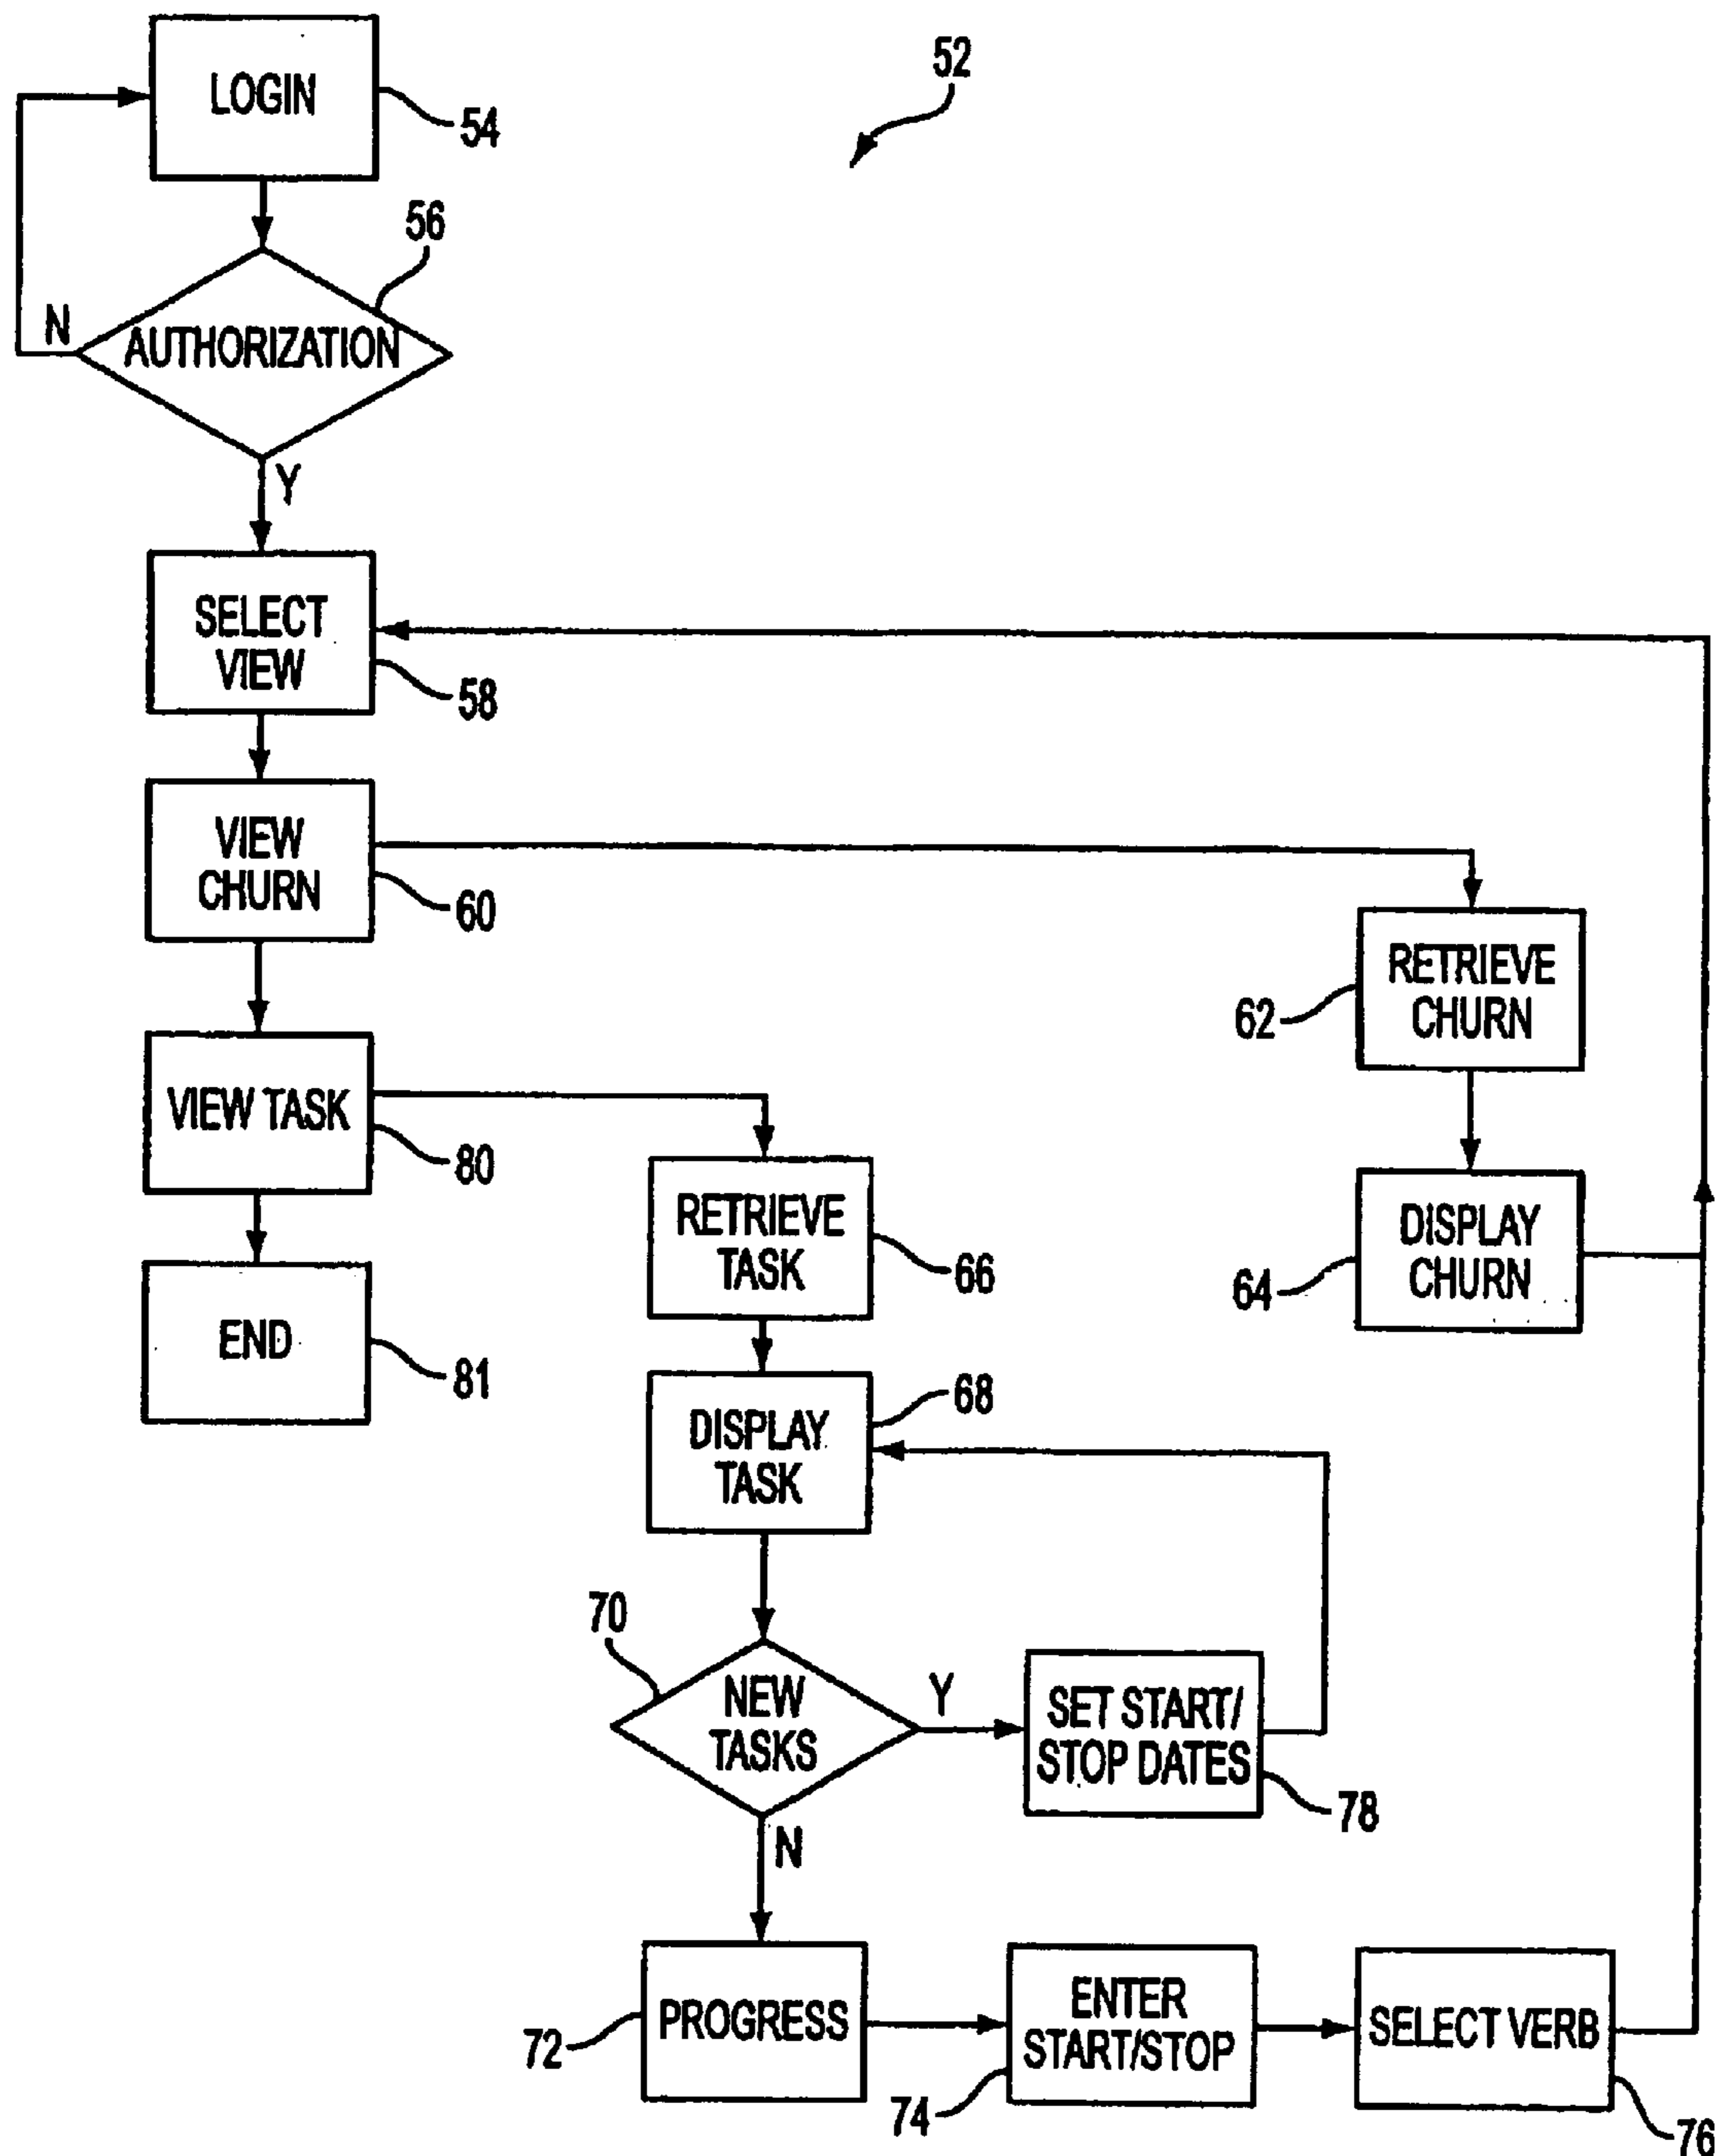 LOGIN
54
52
56
N
AUTHORIZATION
Y
SELECT
VIEW
58
VIEW
CHURN
60
RETRIEVE
CHURN
62
VIEW TASK
80
RETRIEVE
TASK
66
DISPLAY
CHURN
64
END
81
DISPLAY
TASK
68
70
NEW
TASKS
Y
SET START/
STOP DATES
78
N
PROGRESS
72
ENTER
START/STOP
74
SELECT VERB
76